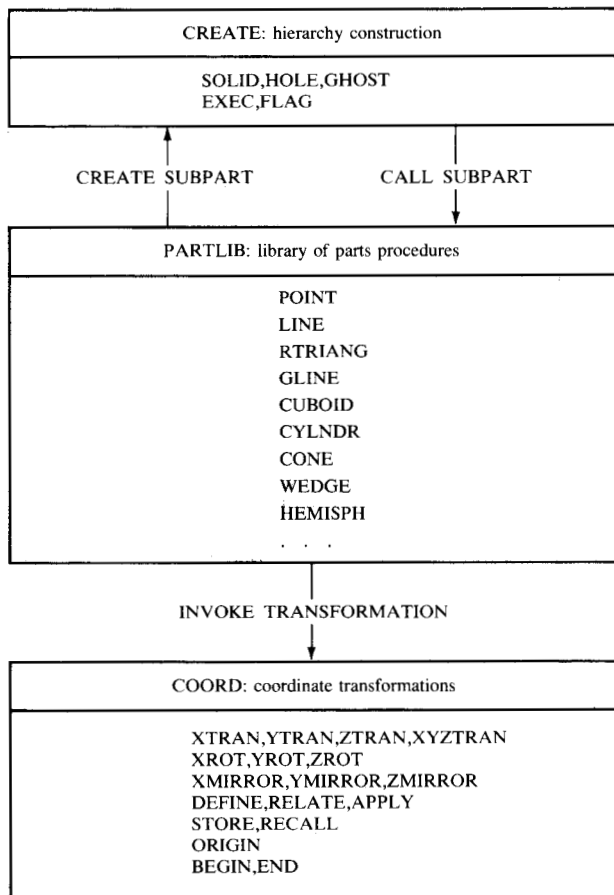 CREATE: hierarchy construction
SOLID,HOLE,GHOST
EXEC,FLAG
CREATE SUBPART
CALL SUBPART
PARTLIB: library of parts procedures
POINT
LINE
RTRIANG
GLINE
CUBOID
CYLNDR
CONE
WEDGE
HEMISPH
. . .
INVOKE TRANSFORMATION
COORD: coordinate transformations
XTRAN,YTRAN,ZTRAN,XYZTRAN
XROT,YROT,ZROT
XMIRROR,YMIRROR,ZMIRROR
DEFINE,RELATE,APPLY
STORE,RECALL
ORIGIN
BEGIN,END